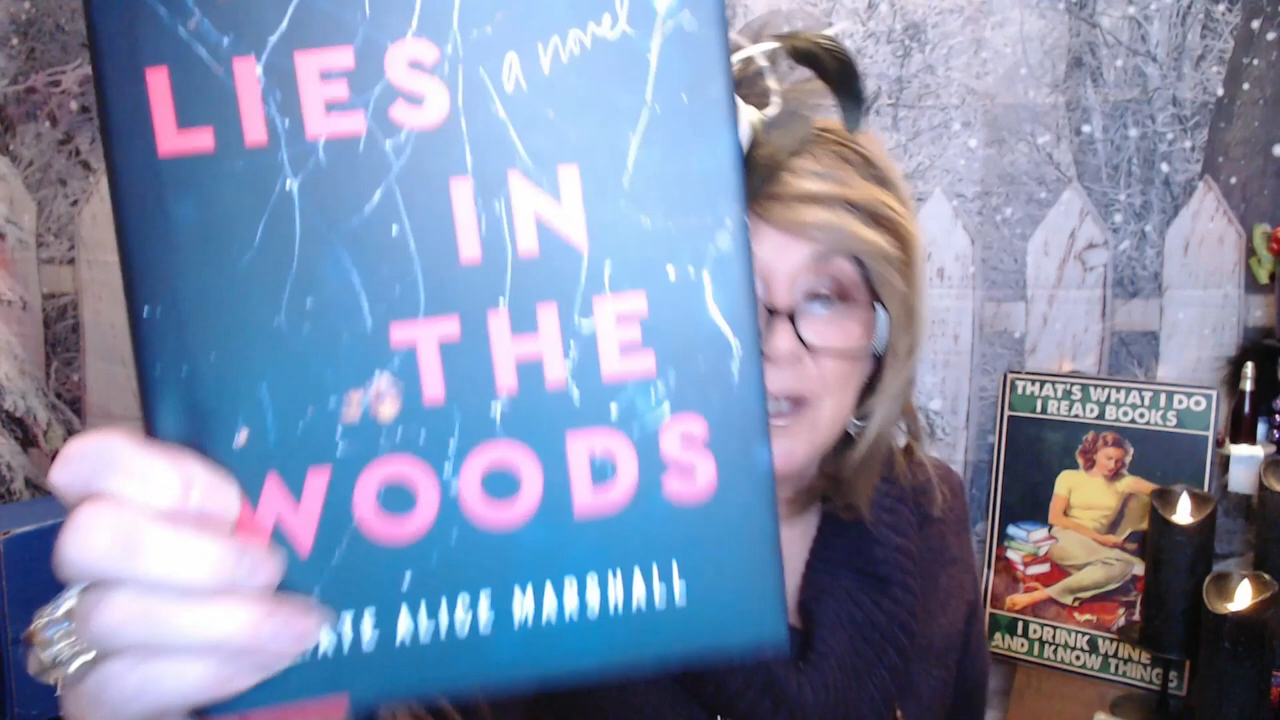 LIES
a novel
IN
THE
WOODS
ALICE MARSHALL
THAT'S WHAT I DO
I READ BOOKS
I DRINK WINE
AND I KNOW THINGS